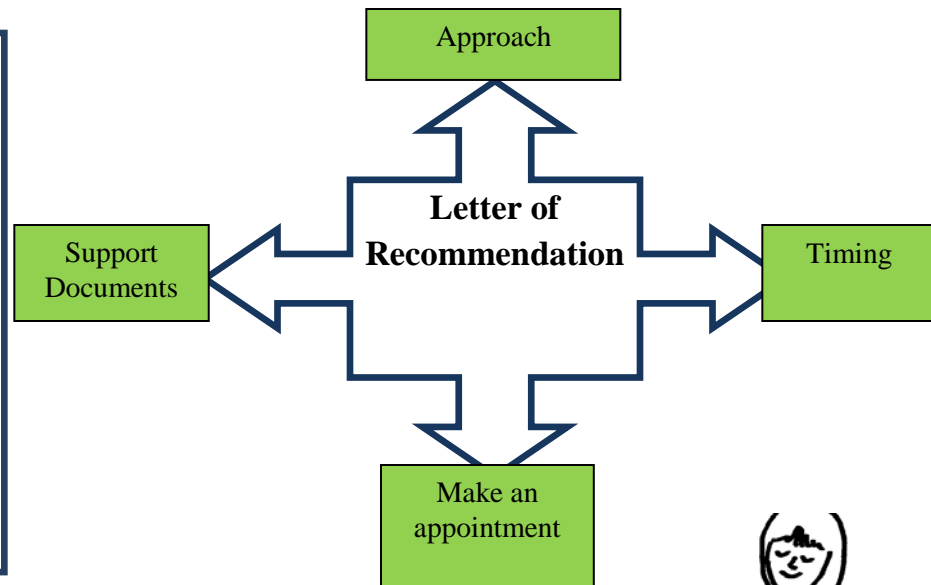 Approach
Letter of
Recommendation
Support
Documents
Timing
Make an
appointment